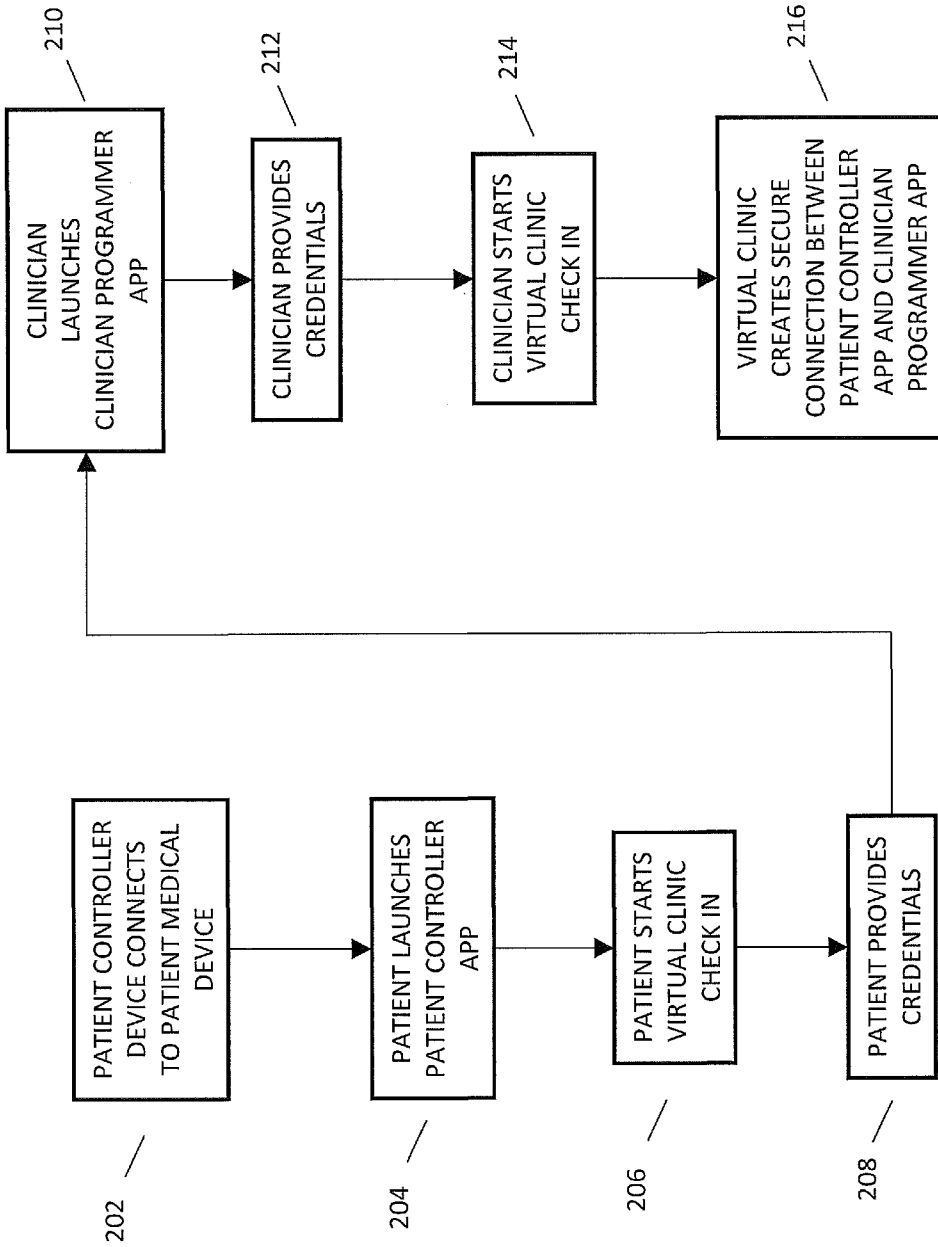 202
PATIENT CONTROLLER
DEVICE CONNECTS
TO PATIENT MEDICAL
DEVICE
204
PATIENT LAUNCHES
PATIENT CONTROLLER
APP
206
PATIENT STARTS
VIRTUAL CLINIC
CHECK IN
208
PATIENT PROVIDES
CREDENTIALS
210
CLINICIAN
LAUNCHES
CLINICIAN PROGRAMMER
APP
212
CLINICIAN PROVIDES
CREDENTIALS
214
CLINICIAN STARTS
VIRTUAL CLINIC
CHECK IN
216
VIRTUAL CLINIC
CREATES SECURE
CONNECTION BETWEEN
PATIENT CONTROLLER
APP AND CLINICIAN
PROGRAMMER APP